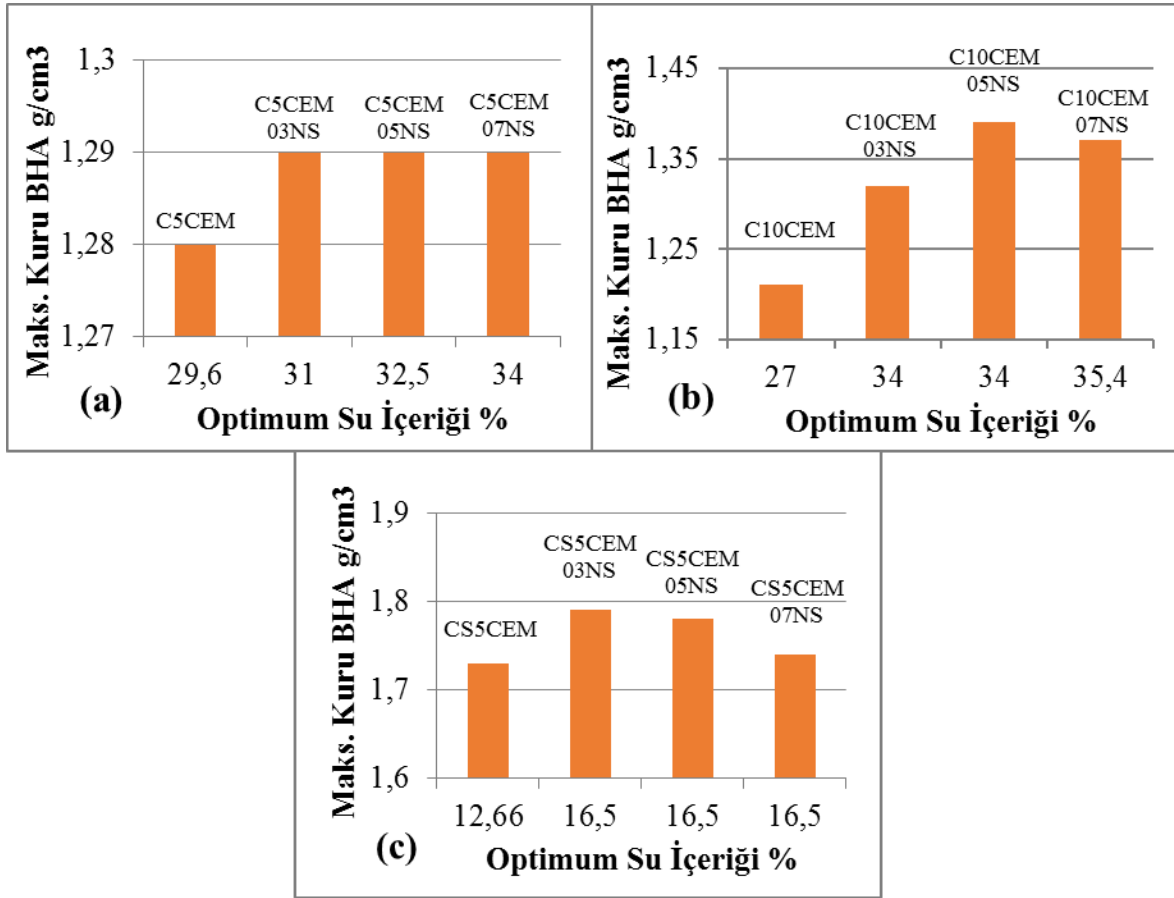 Maks. Kuru BHA g/cm3
1,3
1,29
1,28
1,27
C5CEM
C5CEM
03NS
C5CEM
05NS
C5CEM
07NS
29,6 31 32,5 34
(a)
Optimum Su İçeriği %
Maks. Kuru BHA g/cm3
1,45
1,35
1,25
1,15
C10CEM
C10CEM
03NS
C10CEM
05NS
C10CEM
07NS
27 34 34 35,4
(b)
Optimum Su İçeriği %
Maks. Kuru BHA g/cm3
1,9
1,8
1,7
1,6
CS5CEM
CS5CEM
03NS
CS5CEM
05NS
CS5CEM
07NS
12,66 16,5 16,5 16,5
(c)
Optimum Su İçeriği %